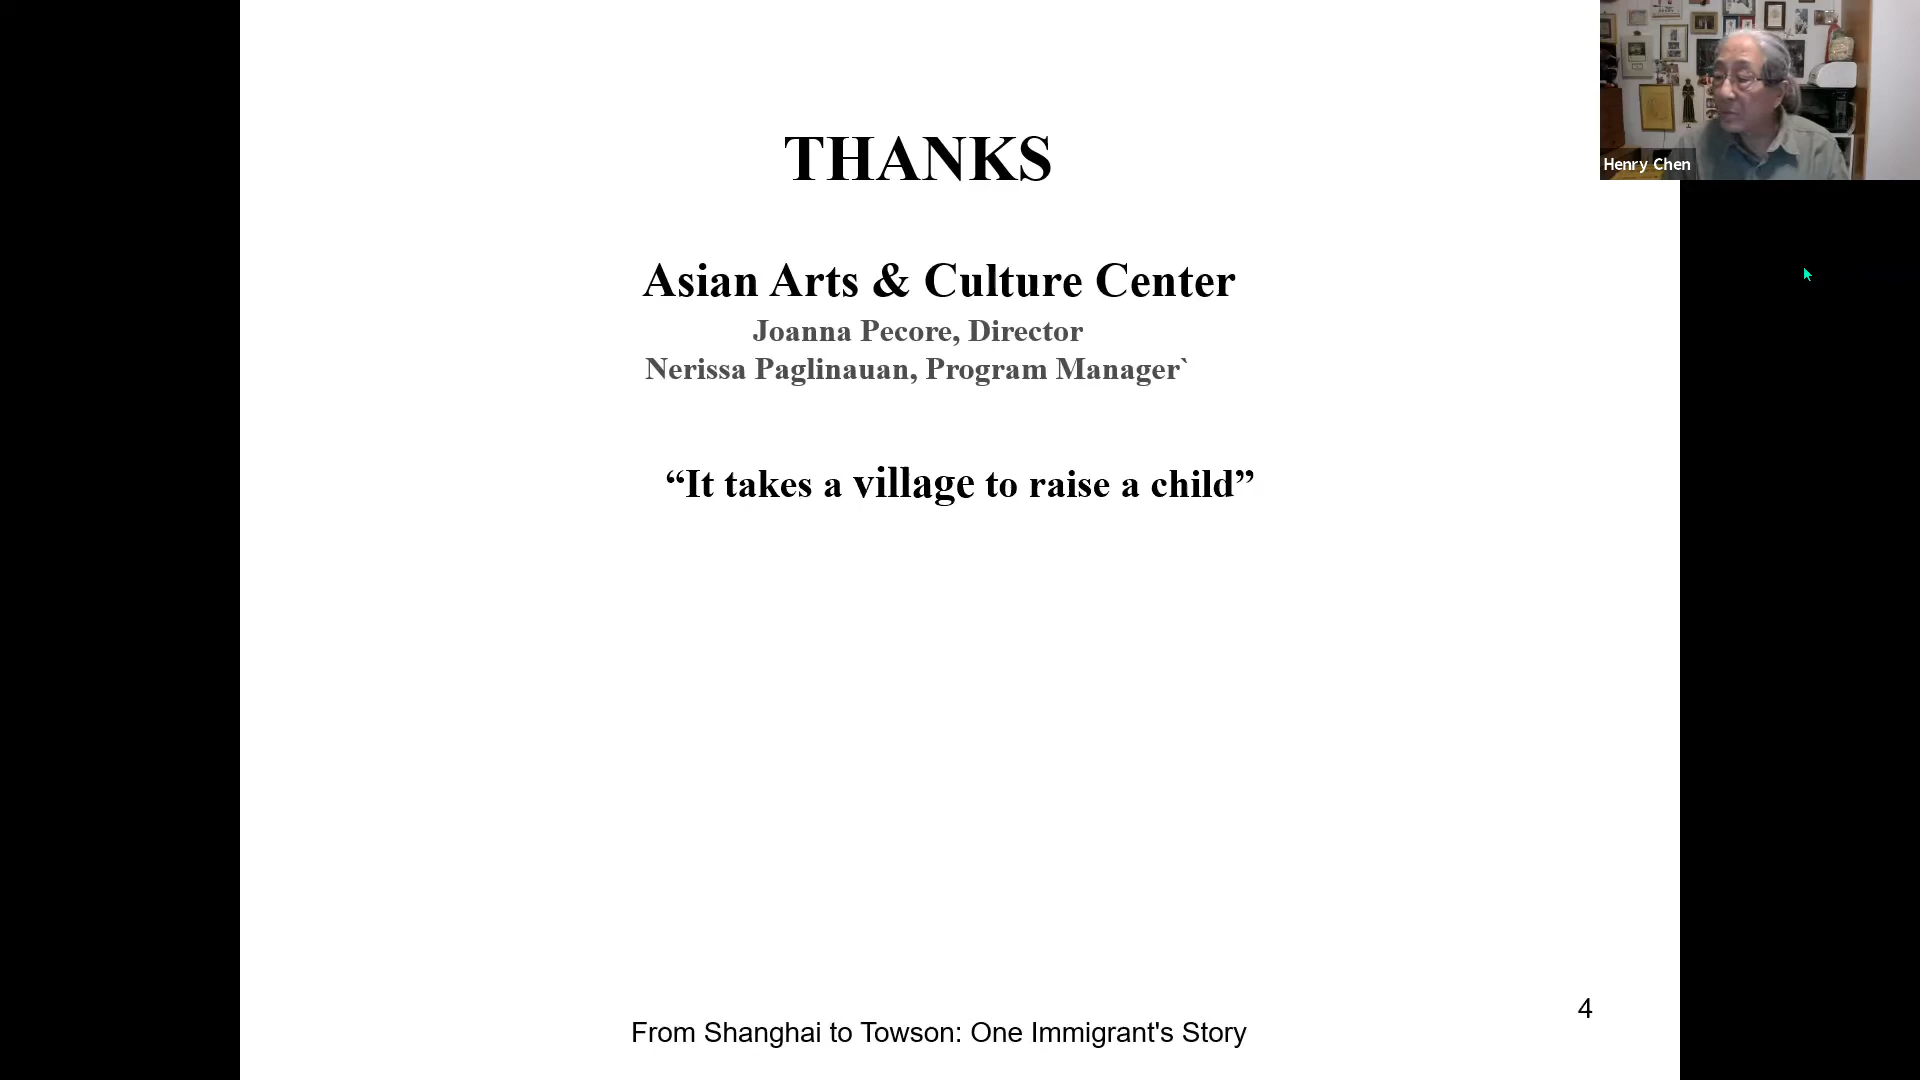 THANKS
Asian Arts & Culture Center
Joanna Pecore, Director
Nerissa Paglinauan, Program Manager`
“It takes a village to raise a child”
4
From Shanghai to Towson: One Immigrant's Story
Henry Chen